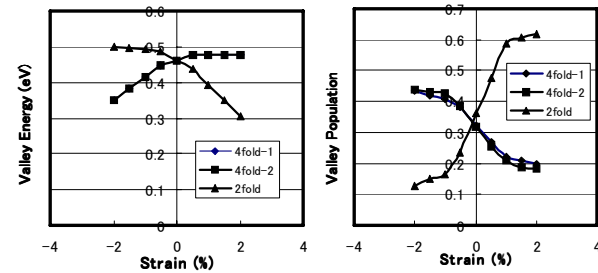 Valley Energy (eV)
0.6
0.5
0.4
0.3
0.2
0.1
0
-4
-2
0
2
4
Strain (%)
4fold-1
4fold-2
2fold
Valley Population
0.7
0.6
0.5
0.4
0.3
0.2
0.1
0
-4
-2
0
2
4
Strain (%)
4fold-1
4fold-2
2fold